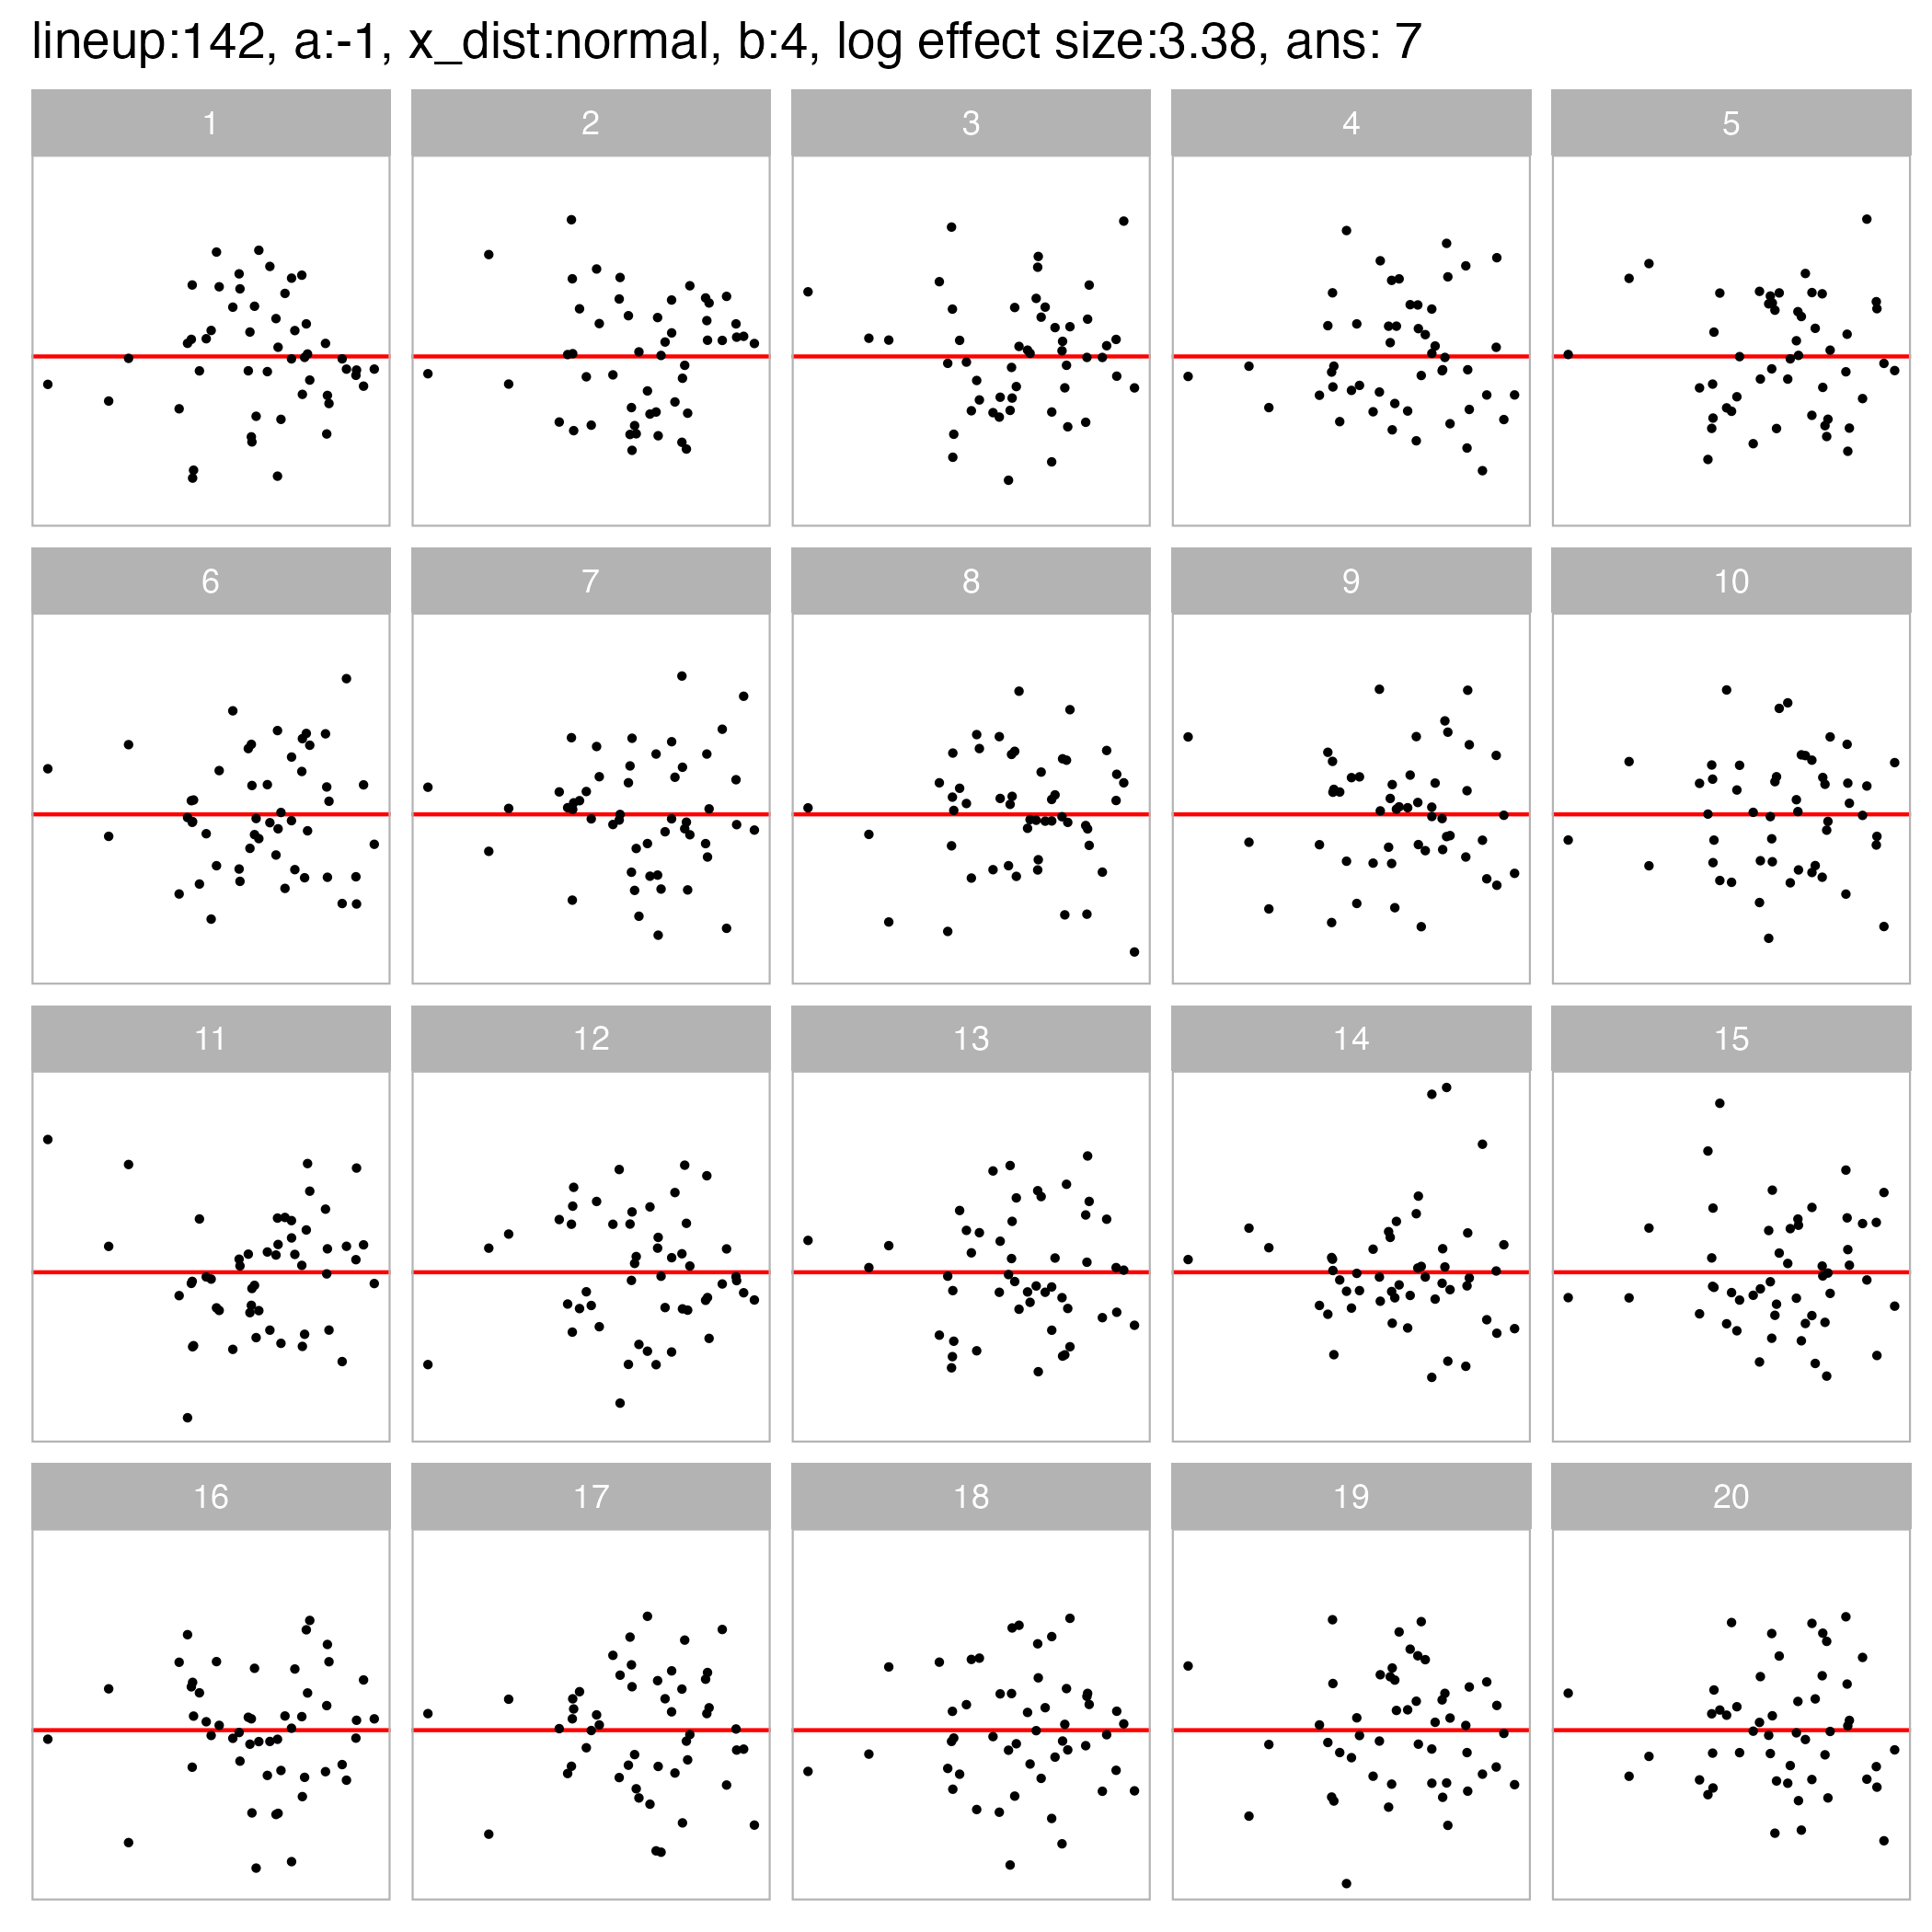 lineup:142, a:-1, x_dist:normal, b:4, log effect size:3.38, ans: 7
1 2 3 4 5
6 7 8 9 10
11 12 13 14 15
16 17 18 19 20